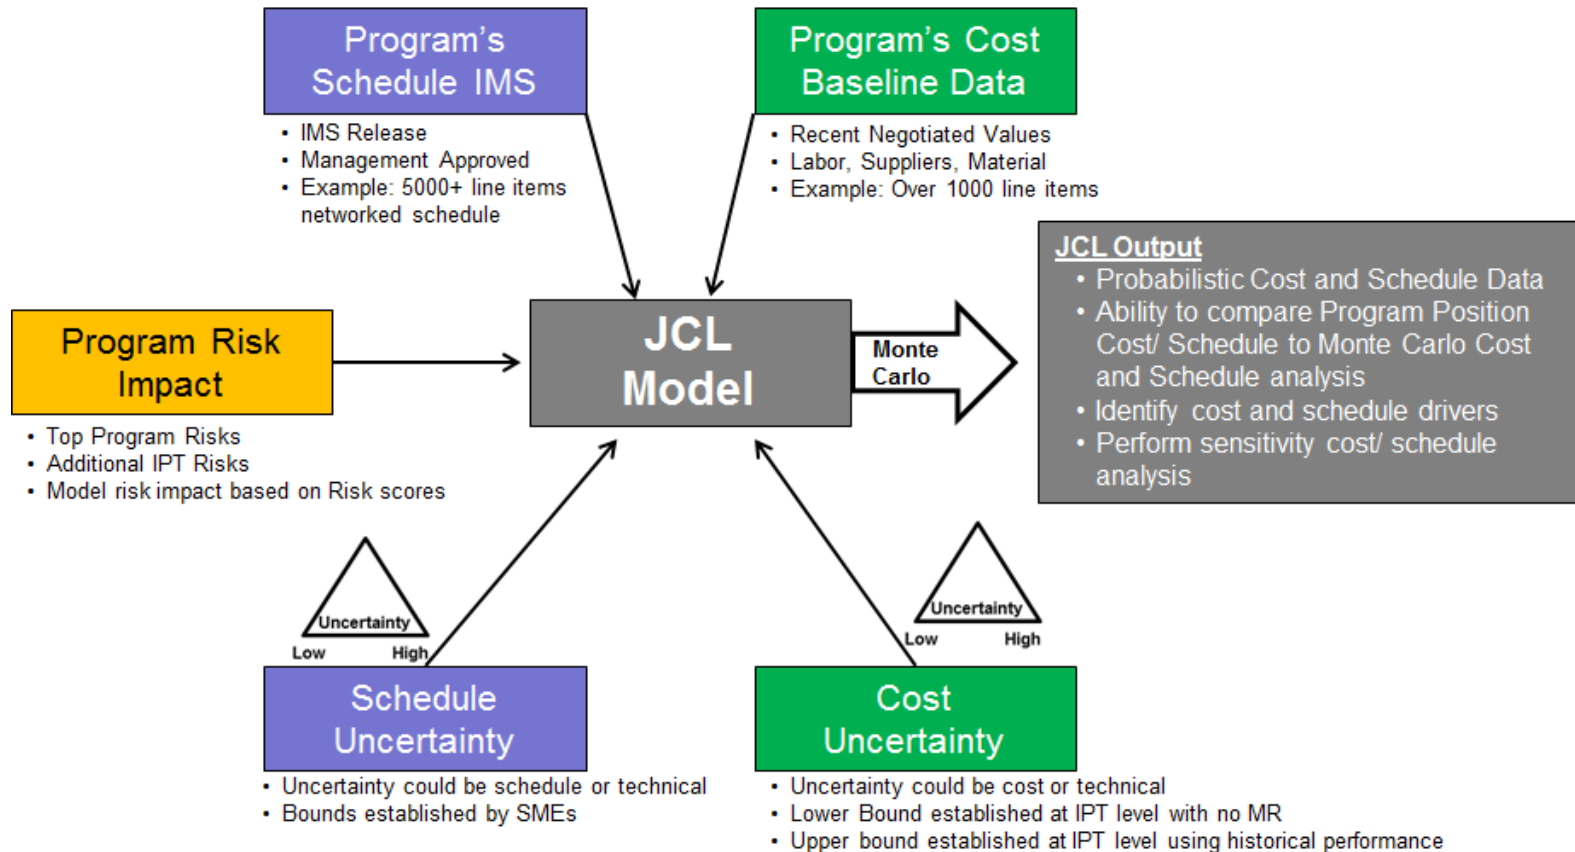 Program's
Schedule IMS
• IMS Release
• Management Approved
• Example: 5000+ line items
networked schedule
Program's Cost
Baseline Data
• Recent Negotiated Values
• Labor, Suppliers, Material
• Example: Over 1000 line items
Program Risk
Impact
• Top Program Risks
• Additional IPT Risks
• Model risk impact based on Risk scores
JCL
Model
Monte
Carlo
JCL Output
• Probabilistic Cost and Schedule Data
• Ability to compare Program Position
Cost/ Schedule to Monte Carlo Cost
and Schedule analysis
• Identify cost and schedule drivers
• Perform sensitivity cost/ schedule
analysis
Uncertainty
Low High
Schedule
Uncertainty
• Uncertainty could be schedule or technical
• Bounds established by SMEs
Uncertainty
Low High
Cost
Uncertainty
• Uncertainty could be cost or technical
• Lower Bound established at IPT level with no MR
• Upper bound established at IPT level using historical performance